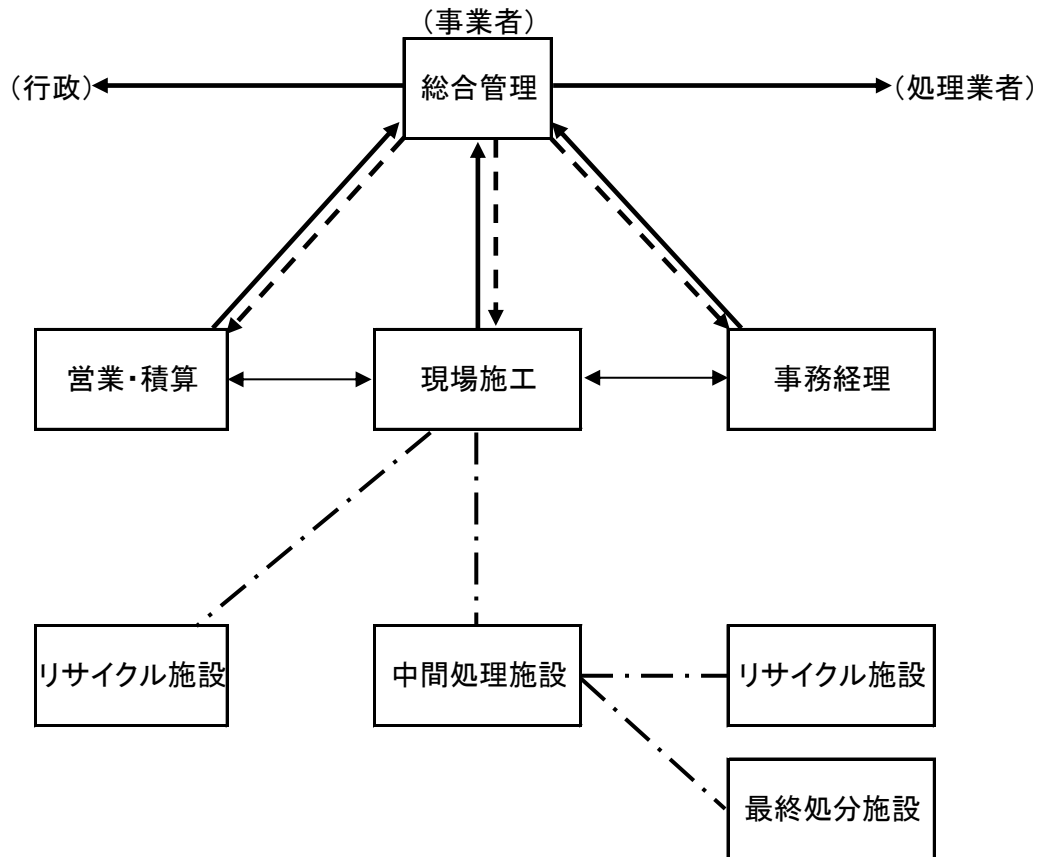 (事業者)
(行政)
総合管理
(処理業者)
営業・積算
現場施工
事務経理
リサイクル施設
中間処理施設
リサイクル施設
最終処分施設